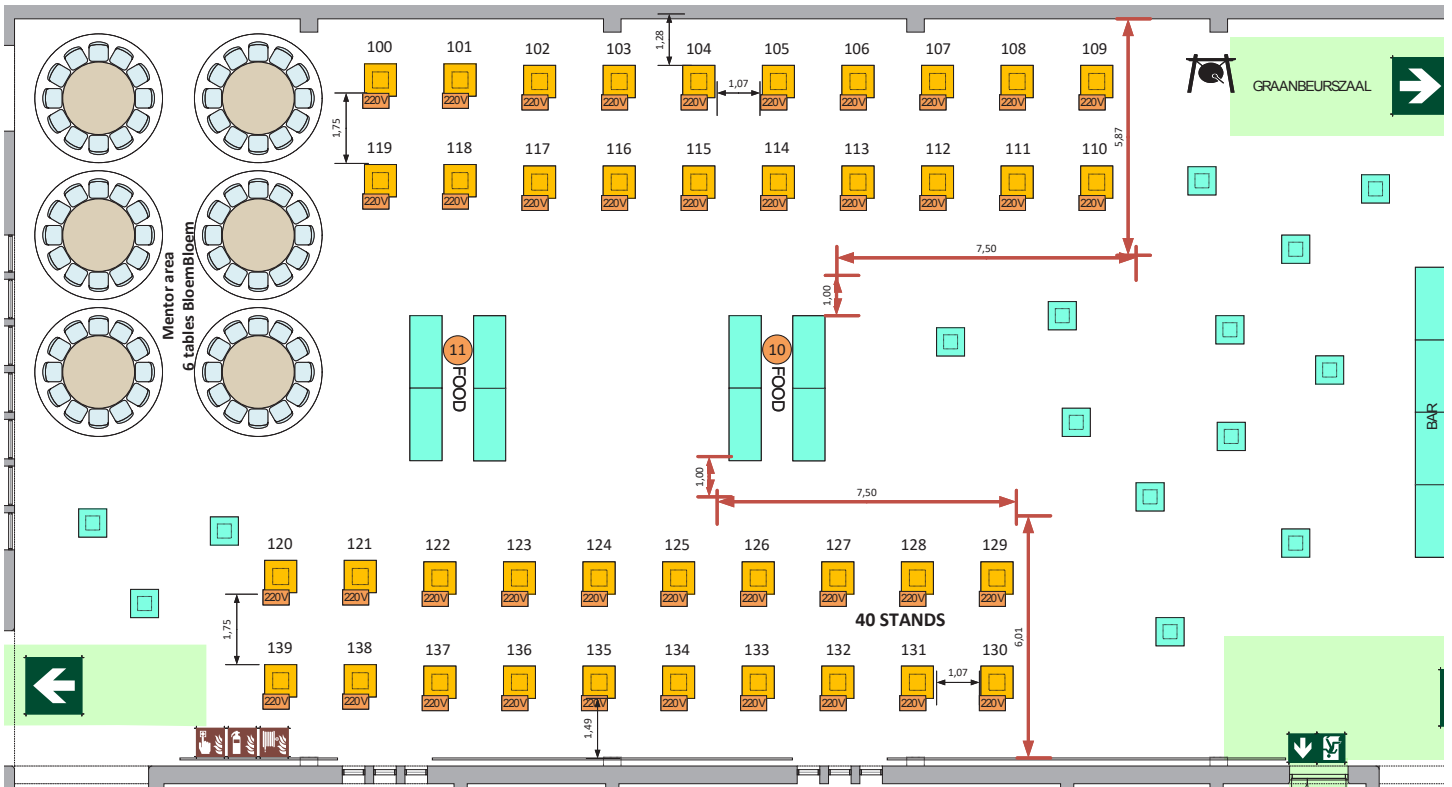 100 101 102 103 104 105 106 107 108 109
1,28
220V 220V 220V 220V 220V 220V 220V 220V 220V 220V
1,07
GRAANBEURSZAAL
1,75
5,87
119 118 117 116 115 114 113 112 111 110
220V 220V 220V 220V 220V 220V 220V 220V 220V 220V
Mentor area
6 tables BloemBloem
7,50
1,00
11 FOOD
10 FOOD
BAR
1,00
7,50
120 121 122 123 124 125 126 127 128 129
220V 220V 220V 220V 220V 220V 220V 220V 220V 220V
40 STANDS
1,75
6,01
139 138 137 136 135 134 133 132 131 130
220V 220V 220V 220V 220V 220V 220V 220V 220V 220V
1,07
1,49